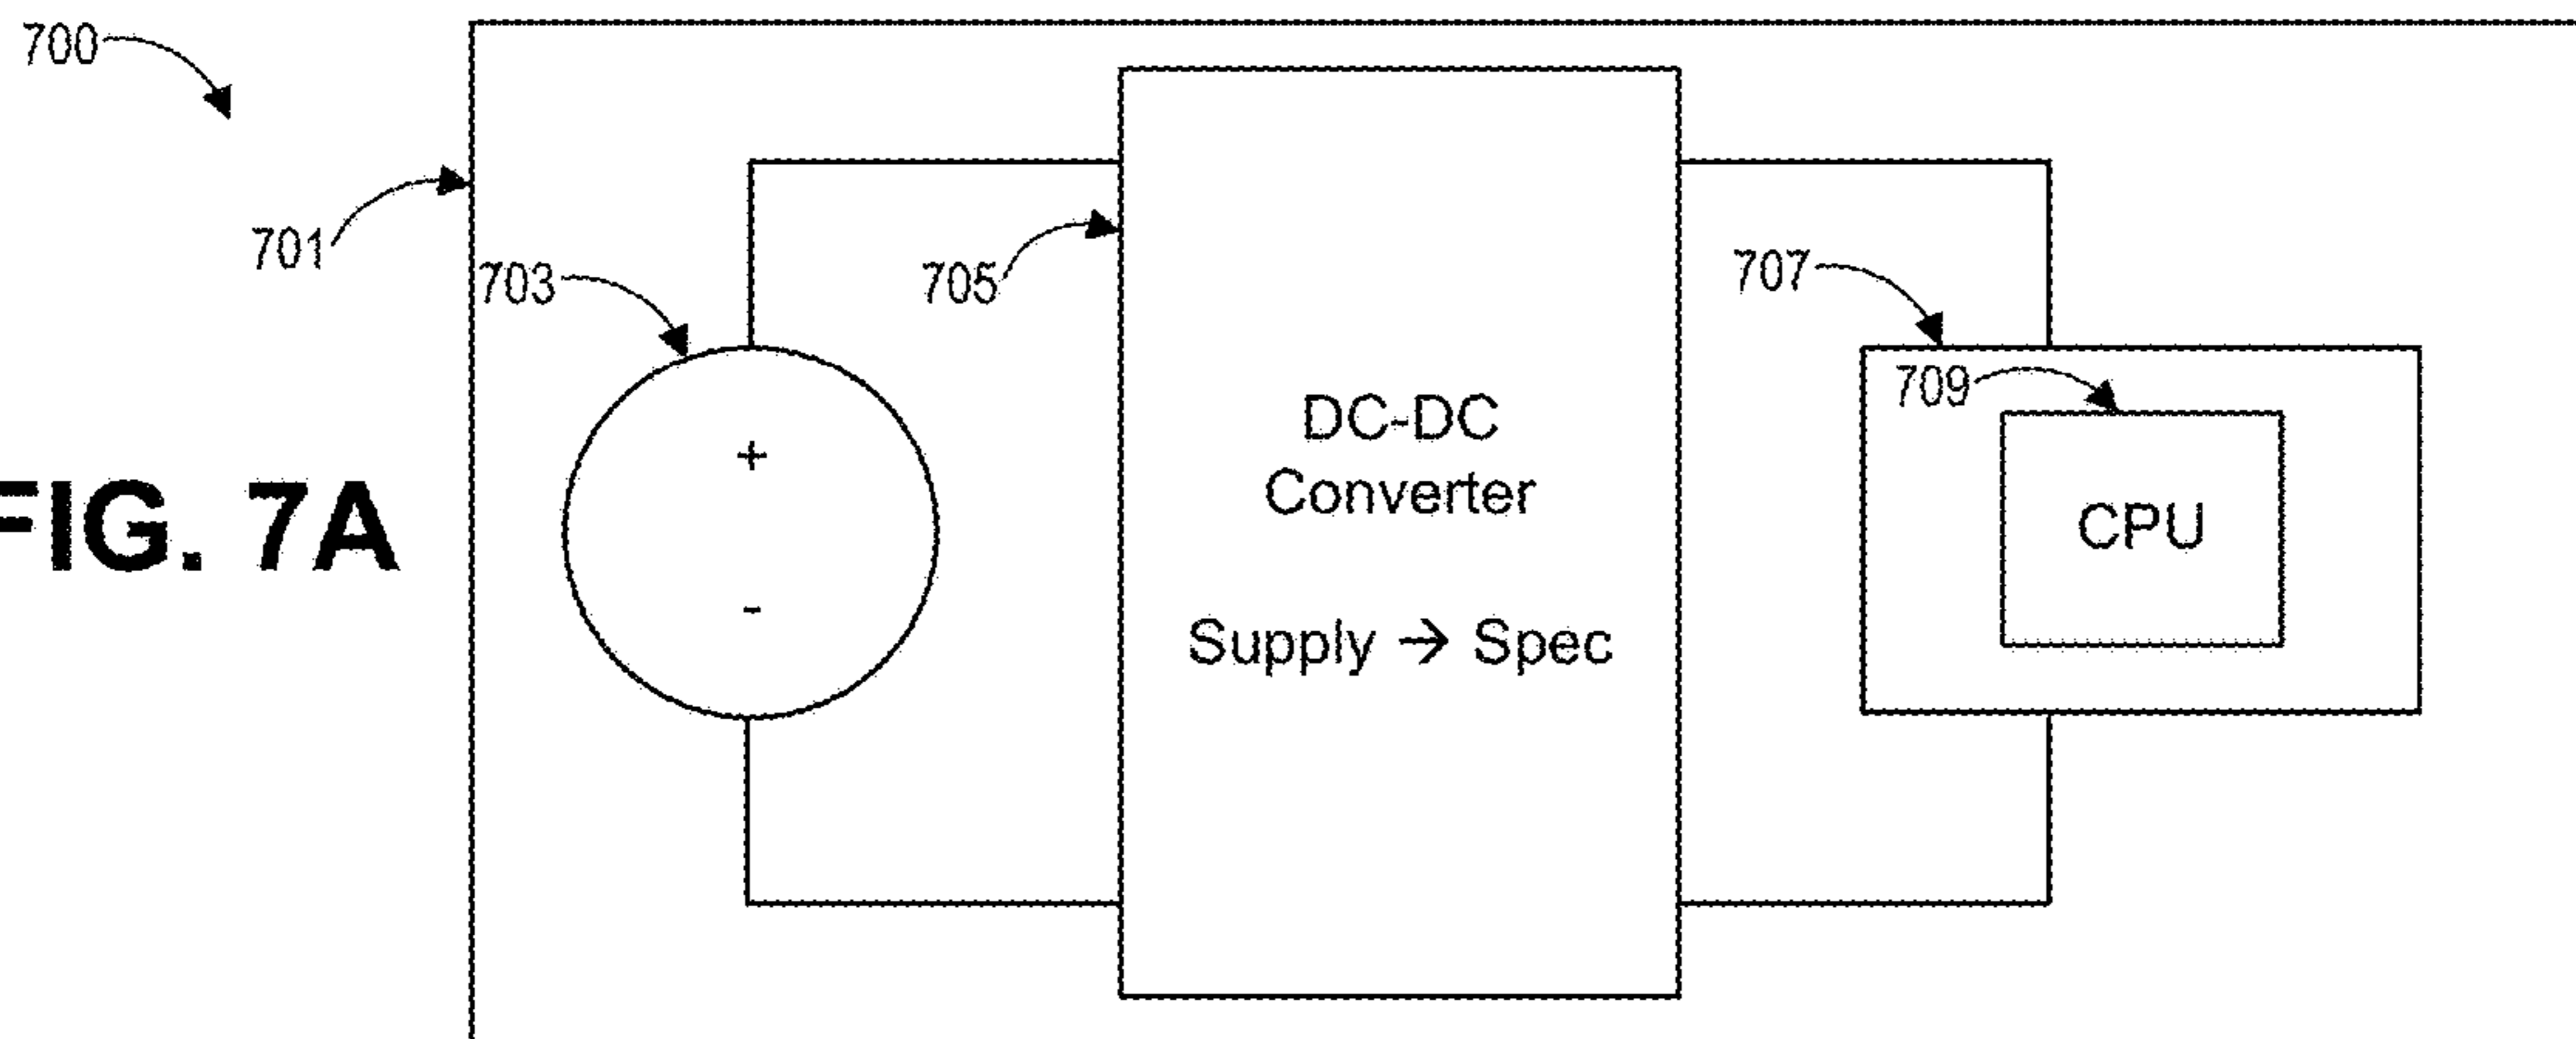 700
701
703
705
707
709
+
-
DC-DC
Converter
Supply → Spec
CPU
FIG. 7A